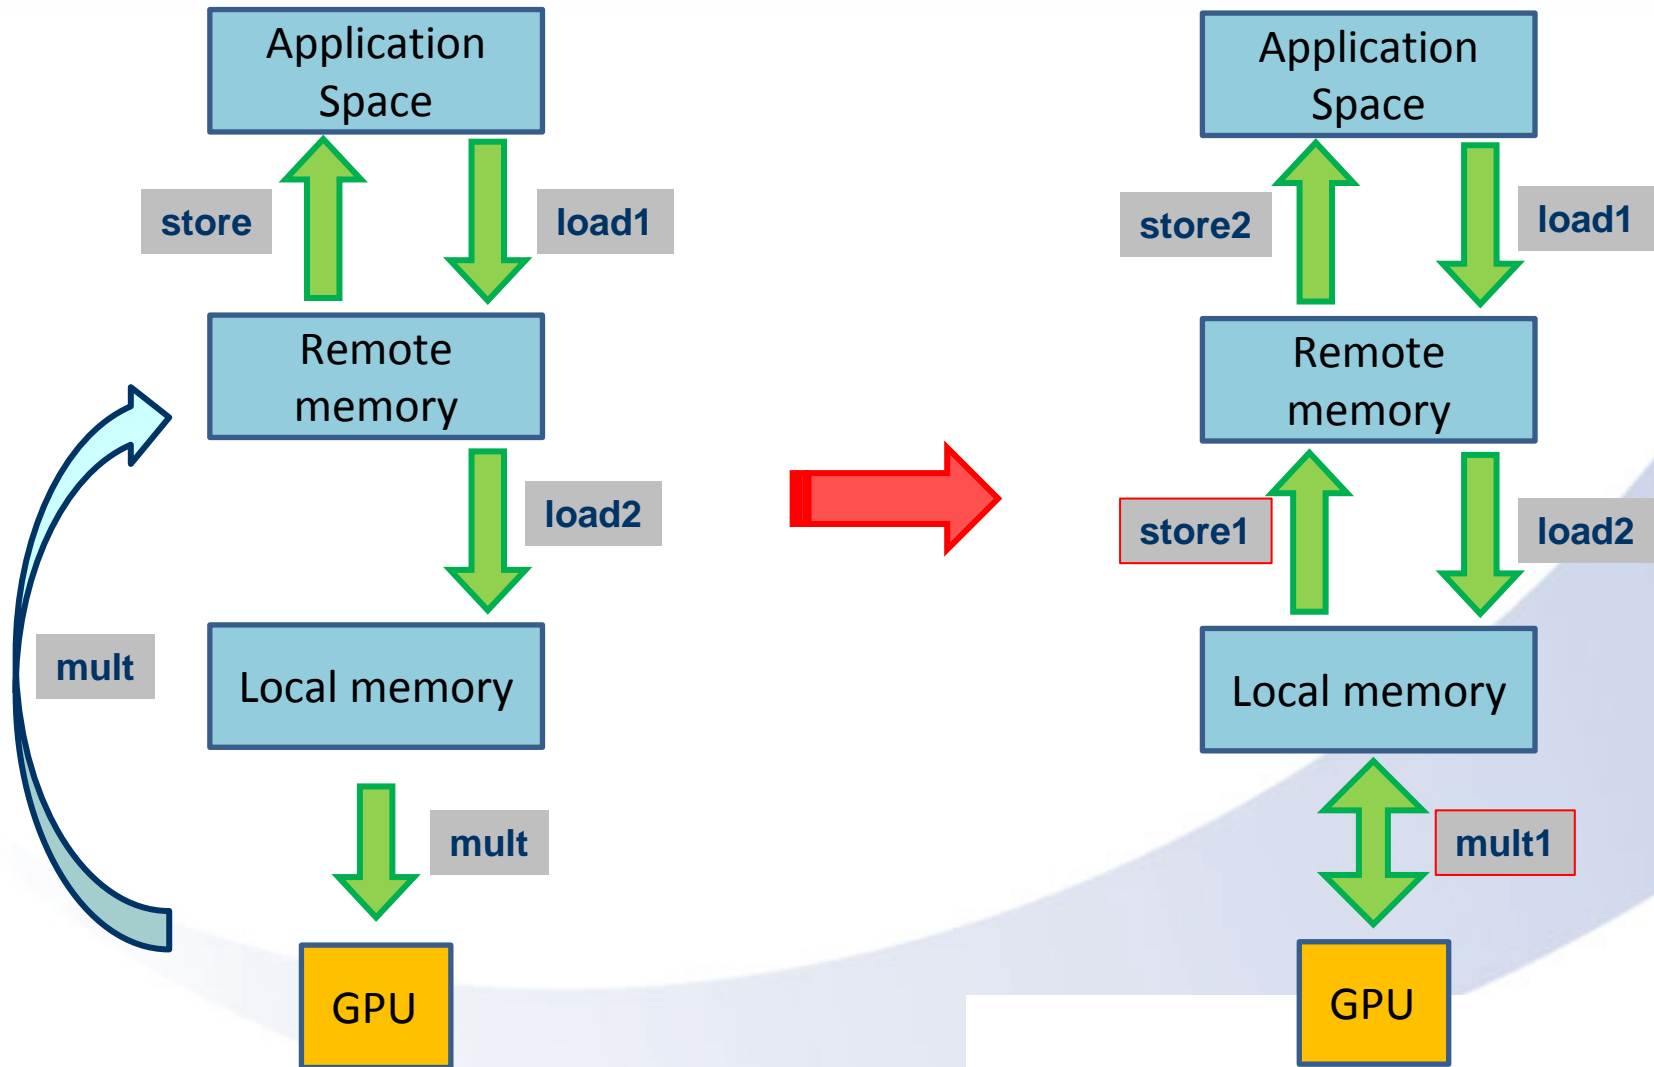 Application
Space
store
load1
Remote
memory
load2
mult
Local memory
mult
GPU
Application
Space
store2
load1
Remote
memory
store1
load2
Local memory
mult1
GPU